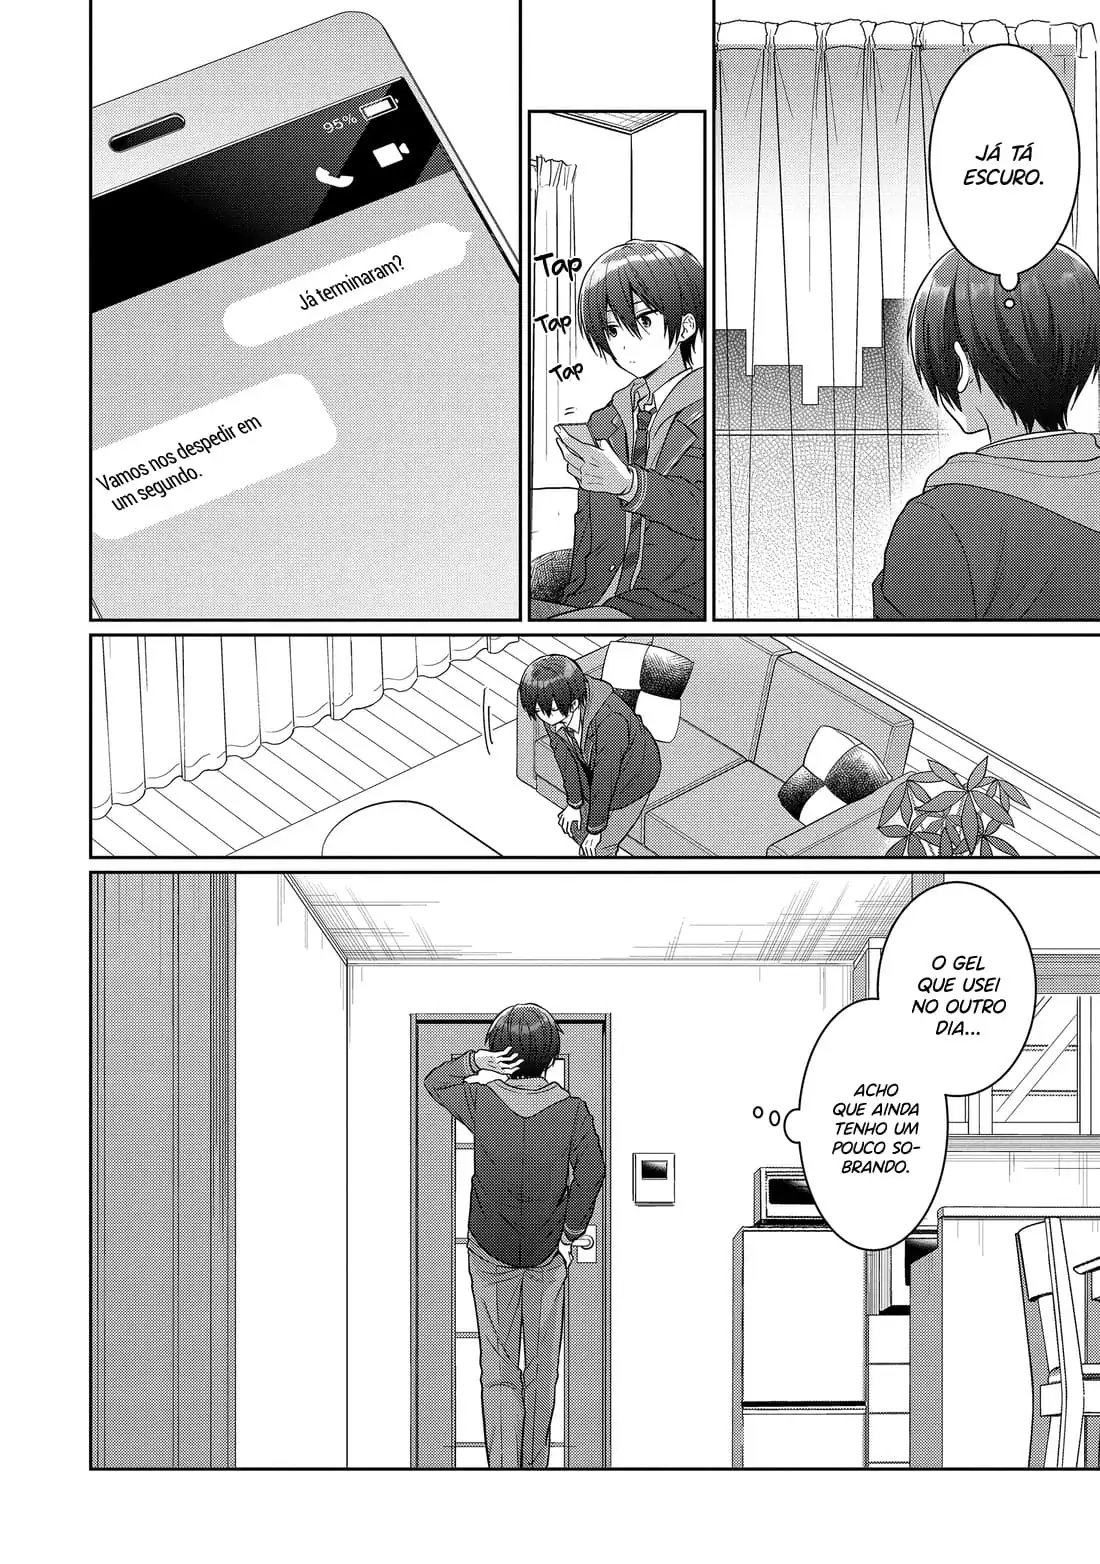 JÁ TÁ
ESCURO.
Tap
Tap
Tap
95%
Já terminaram?
Vamos nos despedir em
um segundo.
O GEL
QUE USEI
NO OUTRO
DIA...
ACHO
QUE AINDA
TENHO UM
POUCO SO-
BRANDO.